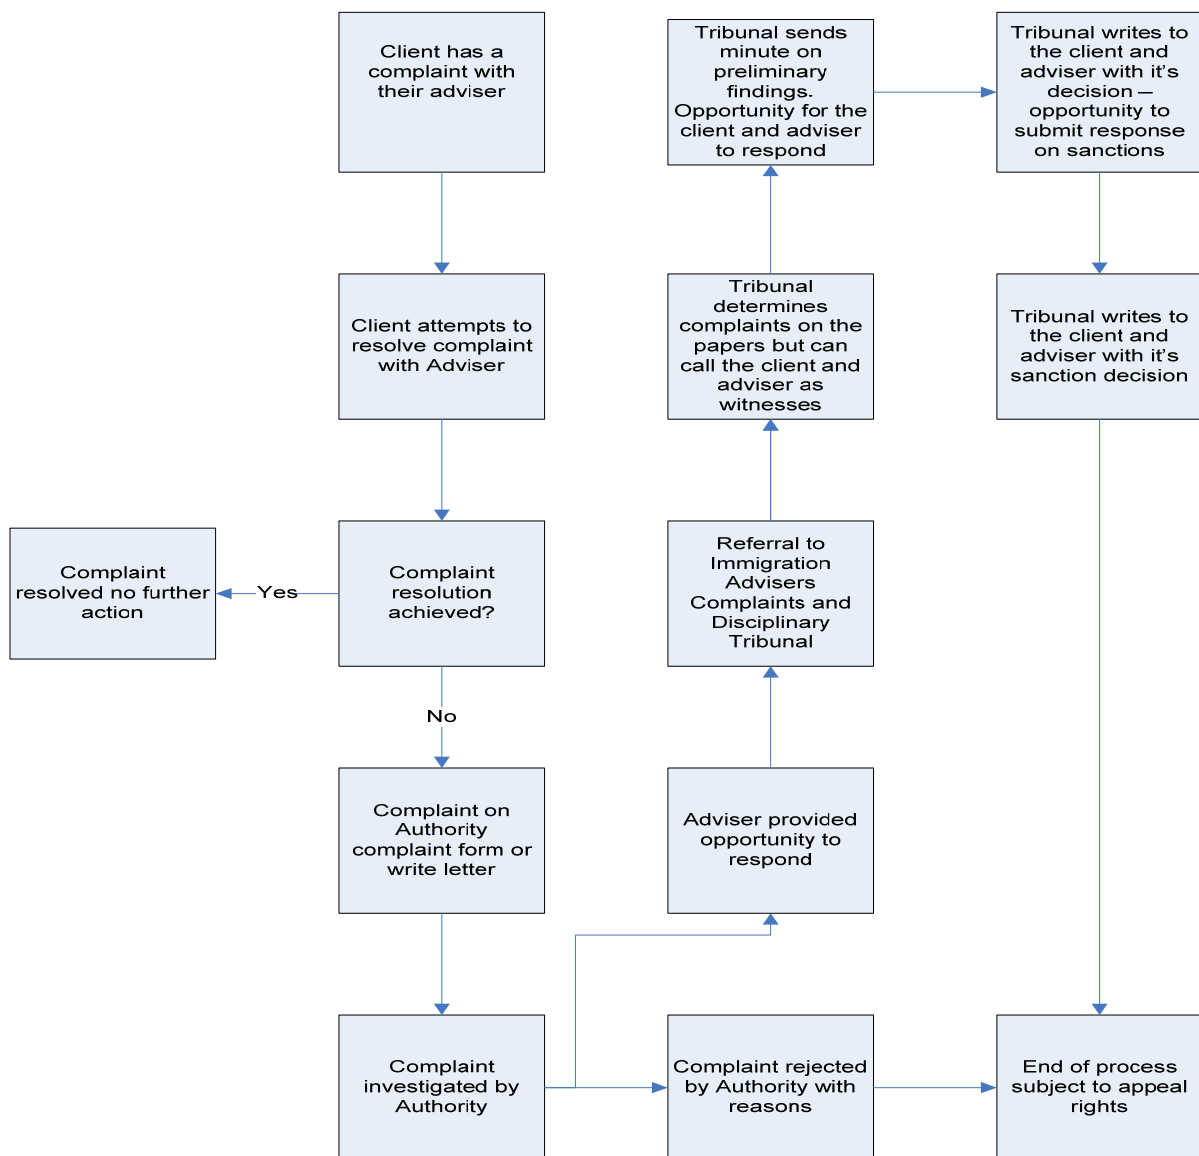 Client has a
complaint with
their adviser
Client attempts to
resolve complaint
with Adviser
Complaint
resolution
achieved?
Yes
Complaint
resolved no further
action
No
Complaint on
Authority
complaint form or
write letter
Complaint
investigated by
Authority
Complaint rejected
by Authority with
reasons
Adviser provided
opportunity to
respond
Referral to
Immigration
Advisers
Complaints and
Disciplinary
Tribunal
Tribunal
determines
complaints on the
papers but can
call the client and
adviser as
witnesses
Tribunal sends
minute on
preliminary
findings.
Opportunity for the
client and adviser
to respond
Tribunal writes to
the client and
adviser with it's
decision –
opportunity to
submit response
on sanctions
Tribunal writes to
the client and
adviser with it's
sanction decision
End of process
subject to appeal
rights